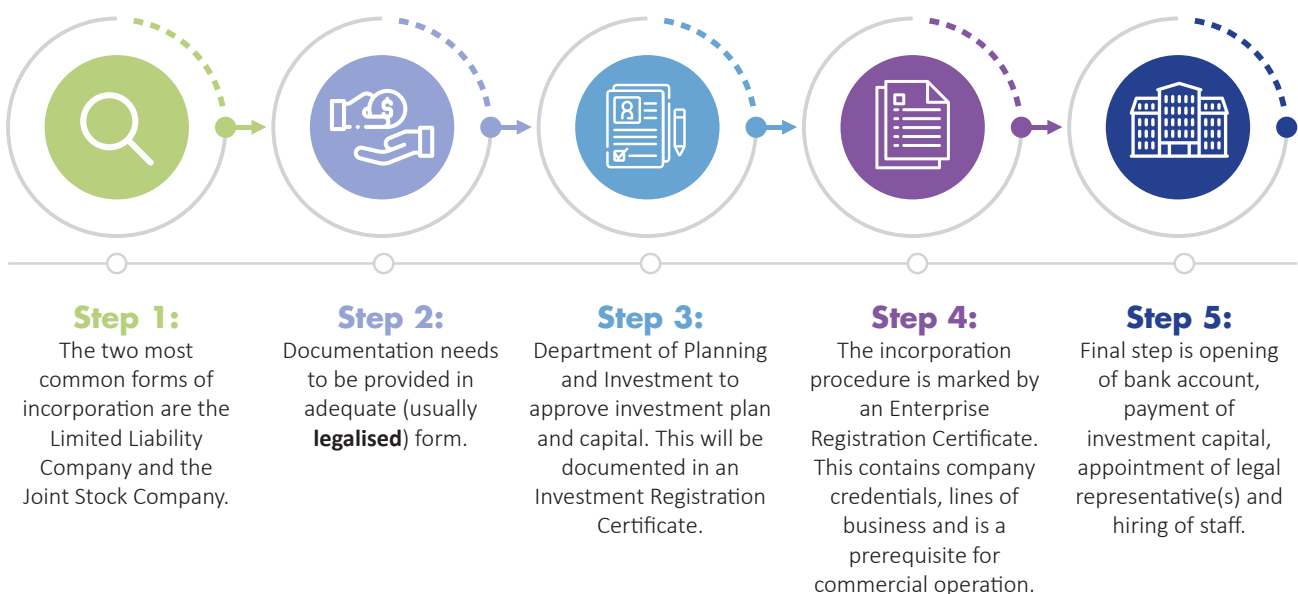 Step 1:
The two most
common forms of
incorporation are the
Limited Liability
Company and the
Joint Stock Company.
Step 2:
Documentation needs
to be provided in
adequate (usually
legalised) form.
Step 3:
Department of Planning
and Investment to
approve investment plan
and capital. This will be
documented in an
Investment Registration
Certificate.
Step 4:
The incorporation
procedure is marked by
an Enterprise
Registration Certificate.
This contains company
credentials, lines of
business and is a
prerequisite for
commercial operation.
Step 5:
Final step is opening
of bank account,
payment of
investment capital,
appointment of legal
representative(s) and
hiring of staff.